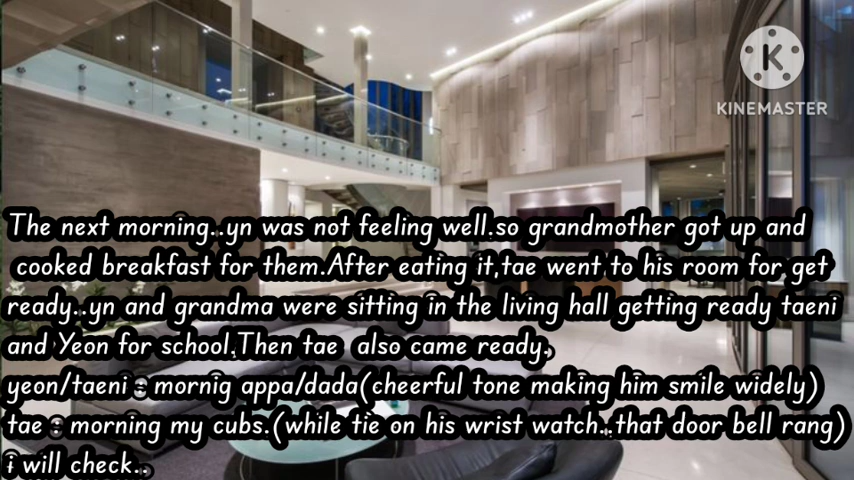 KINEMASTER
The next morning..yn was not feeling well.so grandmother got up and
cooked breakfast for them.After eating it,tae went to his room for get
ready..yn and grandma were sitting in the living hall getting ready taeni
and Yeon for school.Then tae also came ready.
yeon/taeni : mornig appa/dada(cheerful tone making him smile widely)
tae : morning my cubs.(while tie on his wrist watch..that door bell rang)
i will check..